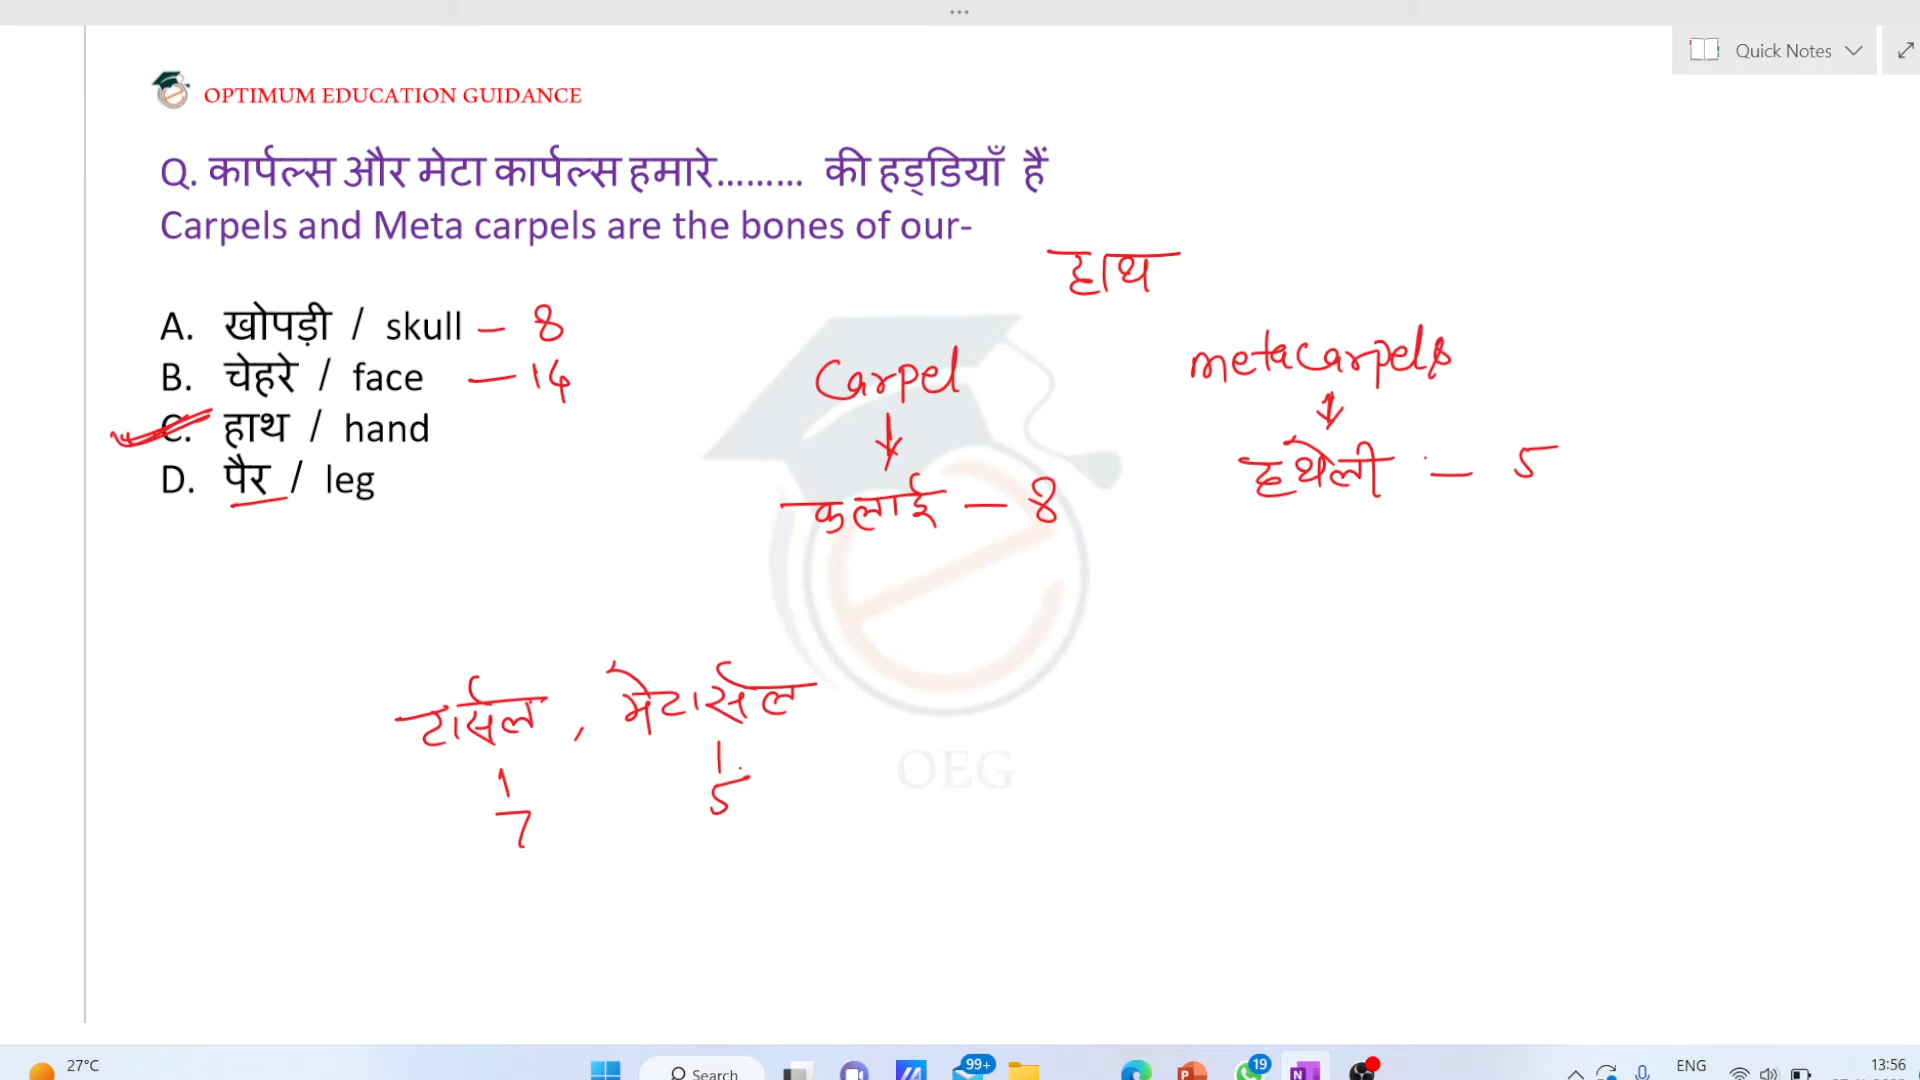 Quick Notes
OPTIMUM EDUCATION GUIDANCE
Q. कार्पल्स और मेटा कार्पल्स हमारे......... की हड्डियाँ हैं
Carpels and Meta carpels are the bones of our-
हाथ
A. खोपड़ी / skull – 8
B. चेहरे / face – 14
C. हाथ / hand
D. पैर / leg
Carpel
metacarpels
कलाई – 8
हथेली – 5
टार्सल , मेटार्सल
7
5
OEG
27°C
Search
99+
19
ENG
13:56